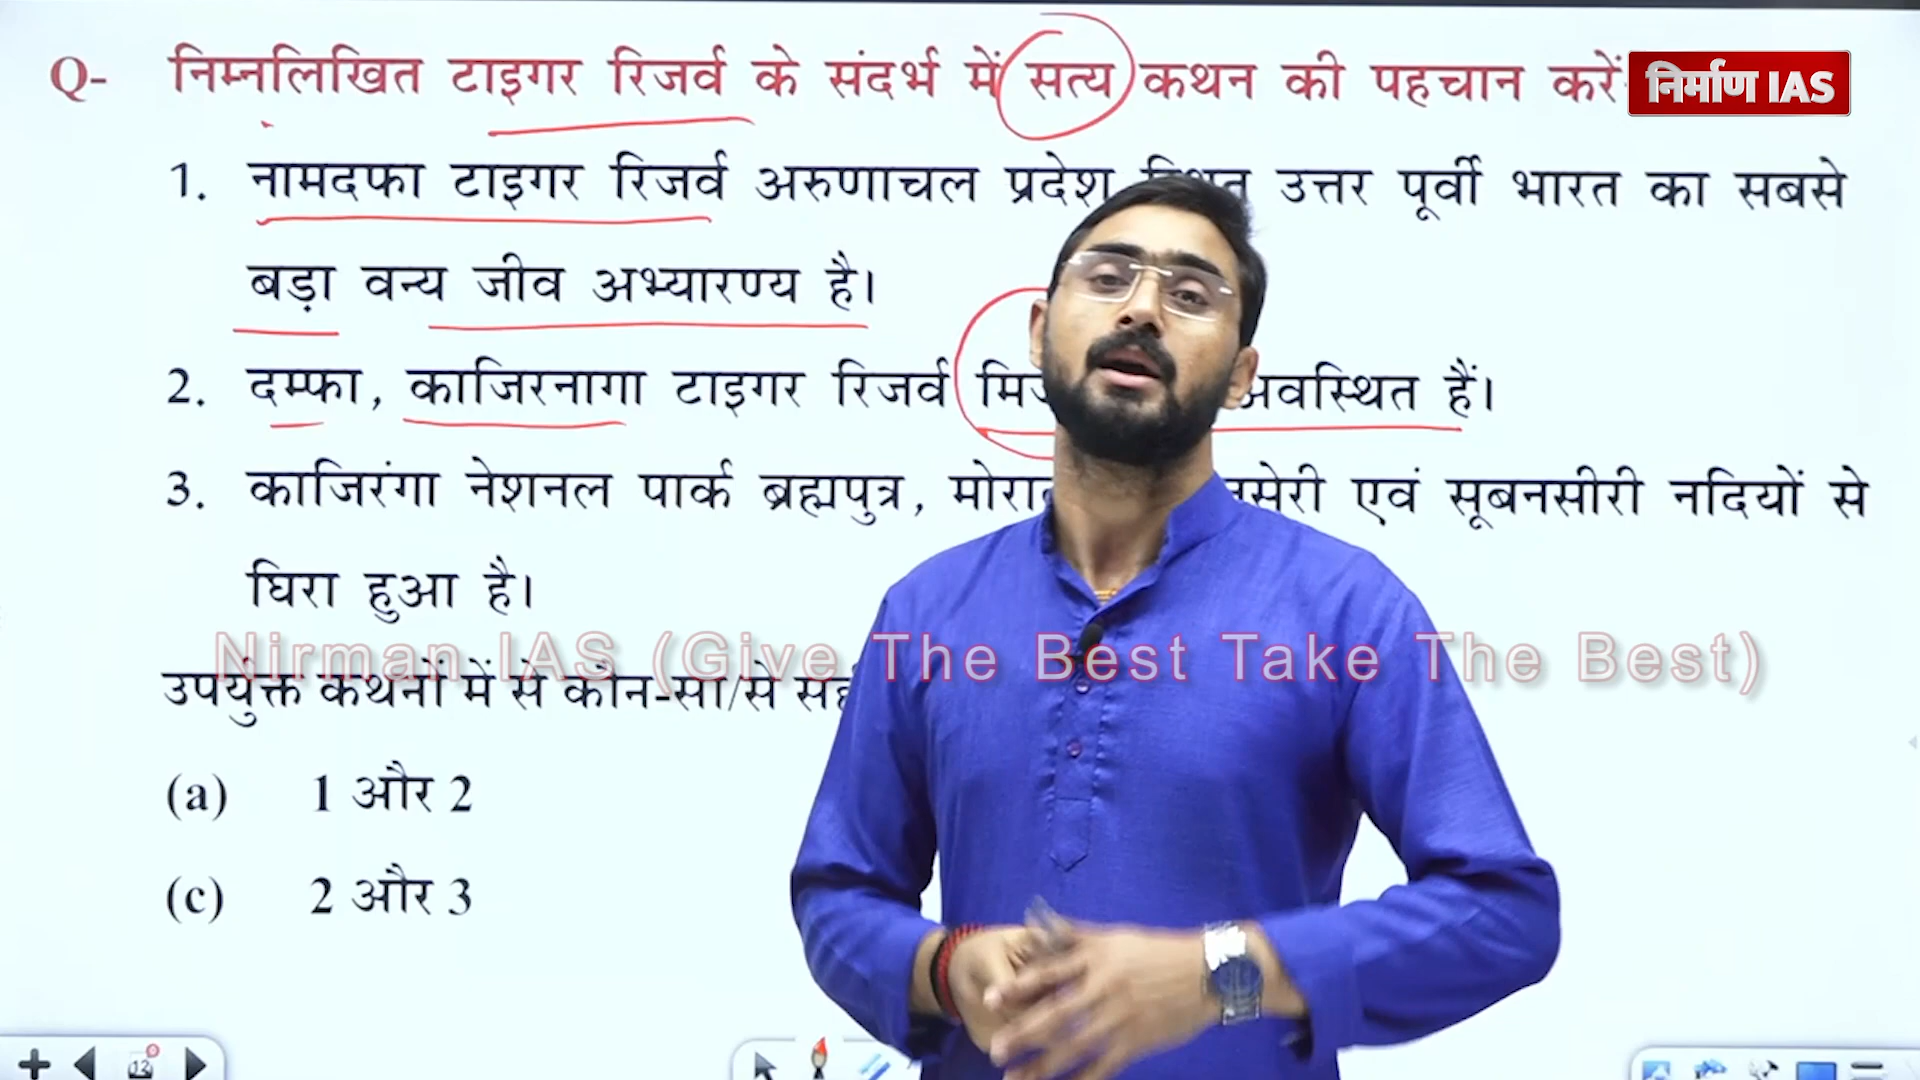 Q- निम्नलिखित टाइगर रिजर्व के संदर्भ में सत्य कथन की पहचान करें
निर्माण IAS
1. नामदफा टाइगर रिजर्व अरुणाचल प्रदेश उत्तर पूर्वी भारत का सबसे
बड़ा वन्य जीव अभ्यारण्य है।
2. दम्फा, काजिरनागा टाइगर रिजर्व अवस्थित हैं।
3. काजिरंगा नेशनल पार्क ब्रह्मपुत्र, एवं सूबनसीरी नदियों से
घिरा हुआ है।
Nirman IAS (Give The Best Take The Best)
उपर्युक्त कथनों में से कौन-सा/से
(a) 1 और 2
(c) 2 और 3
12